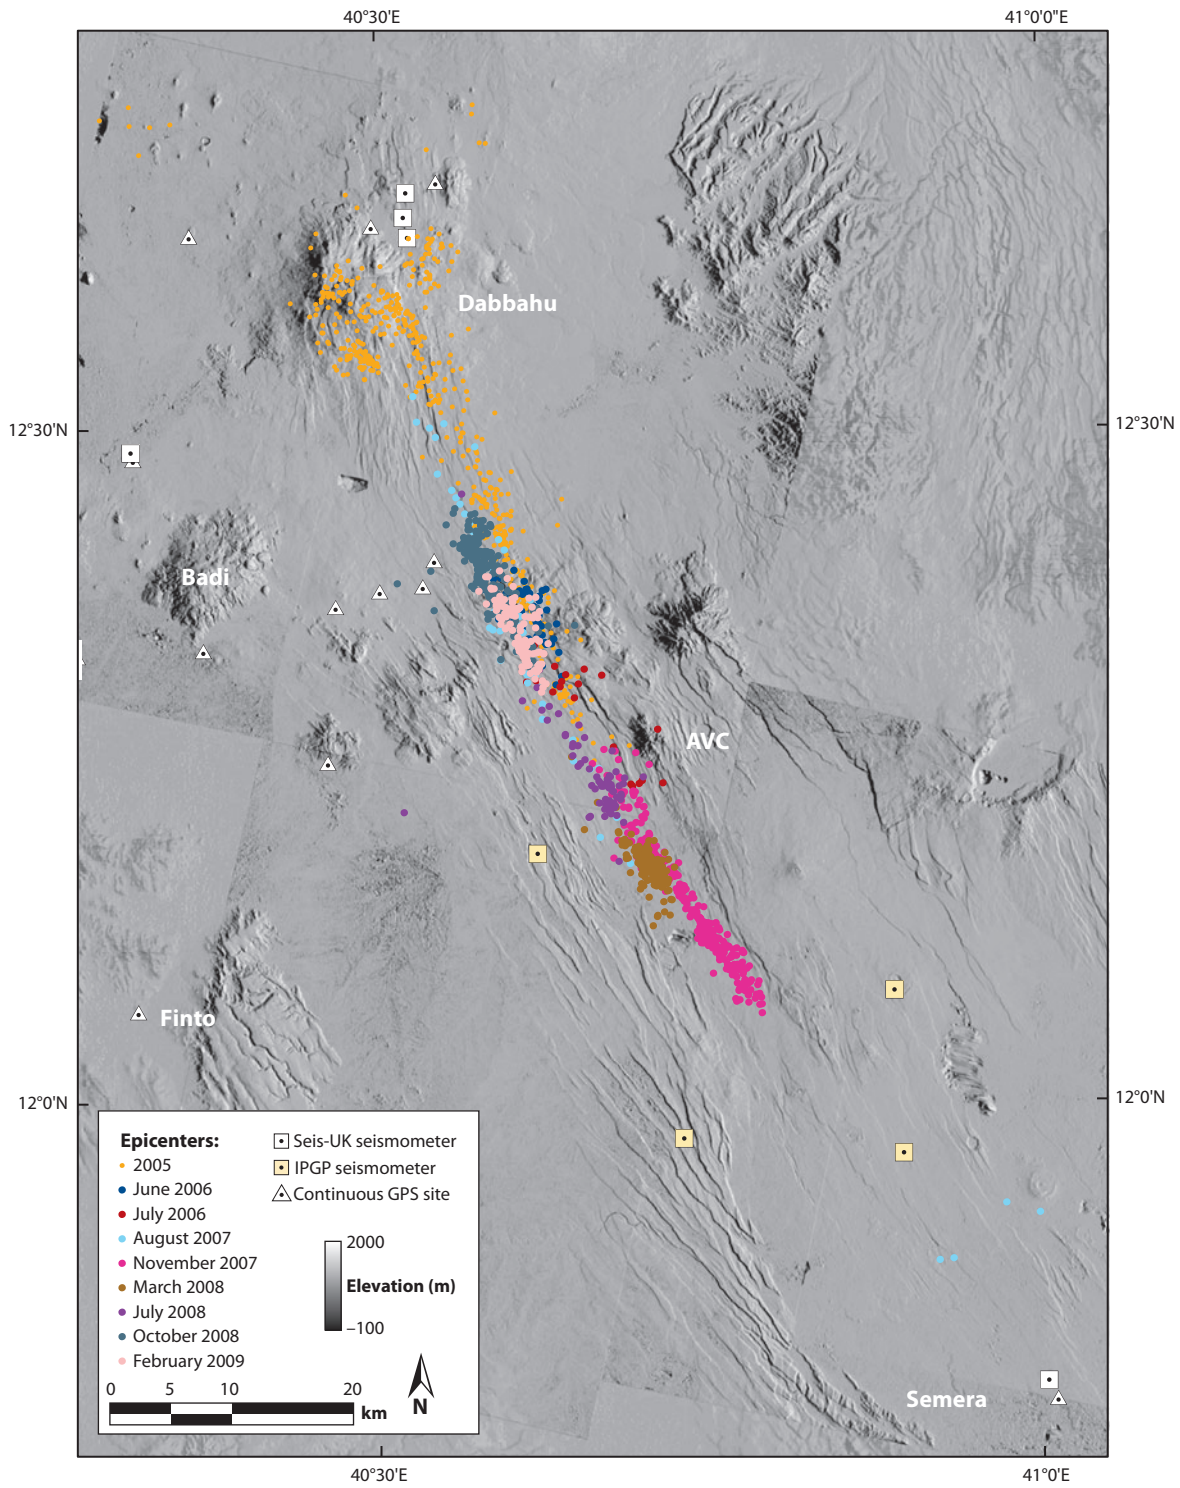 40°30'E
41°0'0"E
Dabbahu
12°30'N
12°30'N
Badi
AVC
Finto
12°0'N
12°0'N
Epicenters:
2005
June 2006
July 2006
August 2007
November 2007
March 2008
July 2008
October 2008
February 2009
Seis-UK seismometer
IPGP seismometer
Continuous GPS site
2000
Elevation (m)
–100
0 5 10 20
km
N
Semera
40°30'E
41°0'E